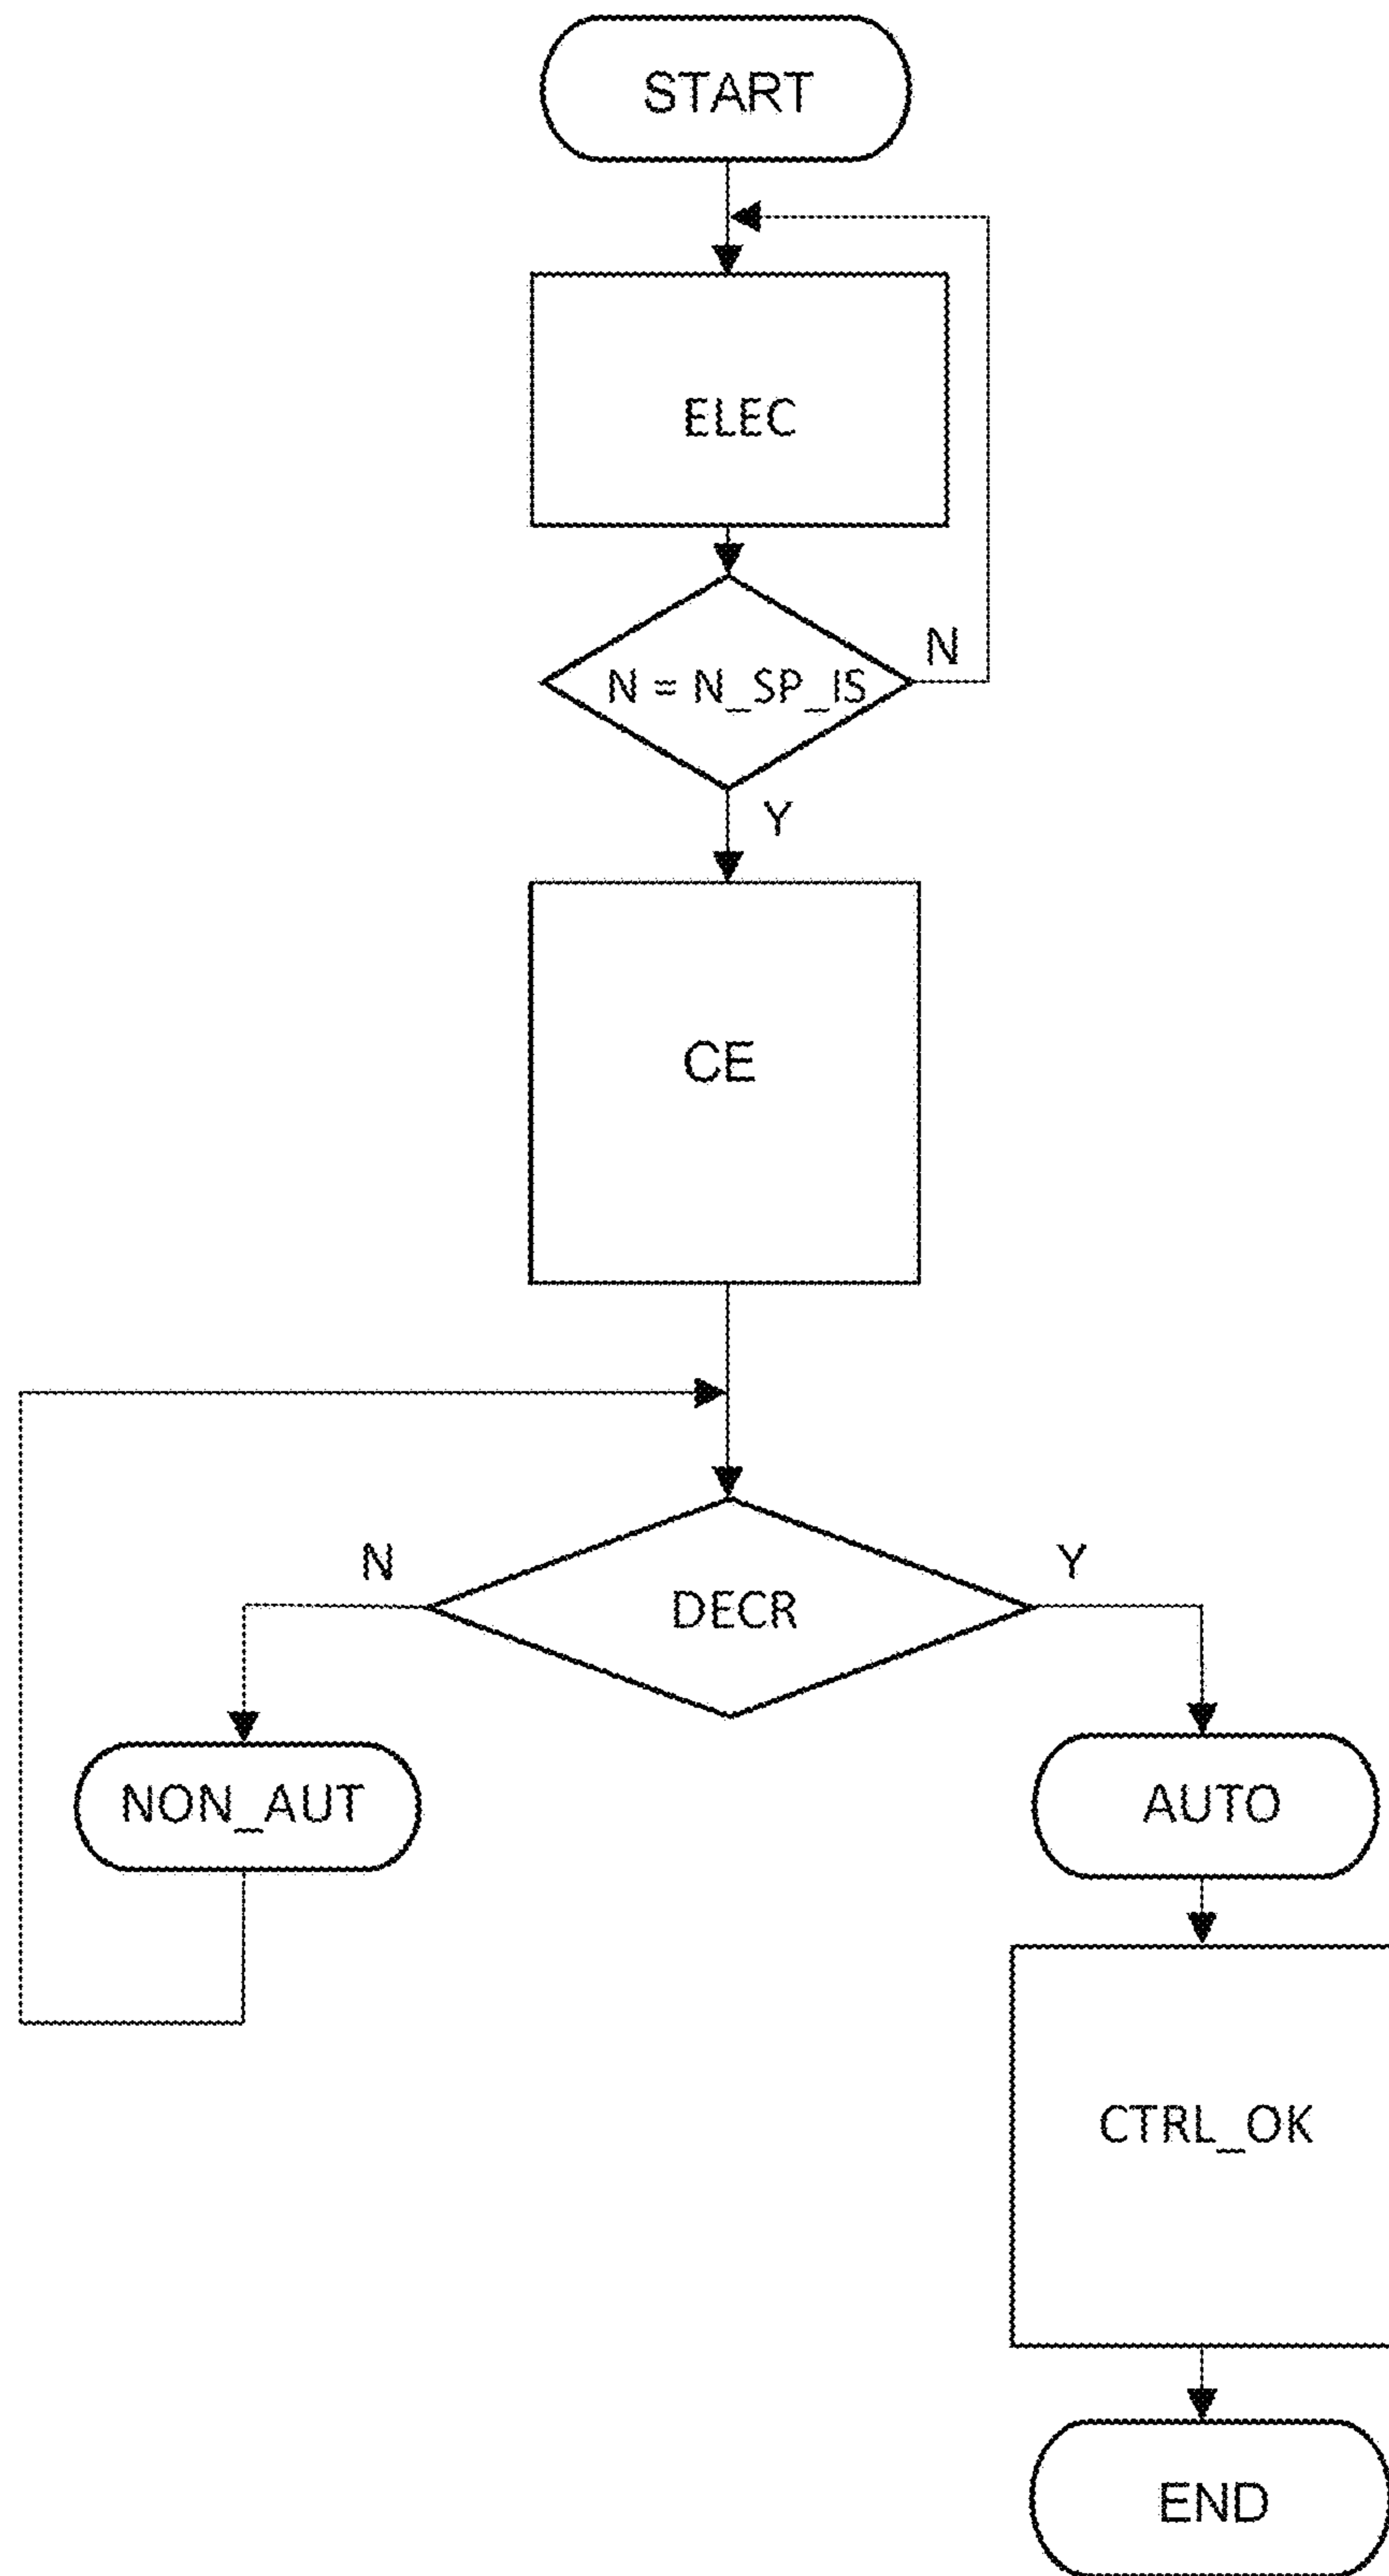 START
ELEC
N = N_SP_IS
N
Y
CE
N
Y
DECR
NON_AUT
AUTO
CTRL_OK
END